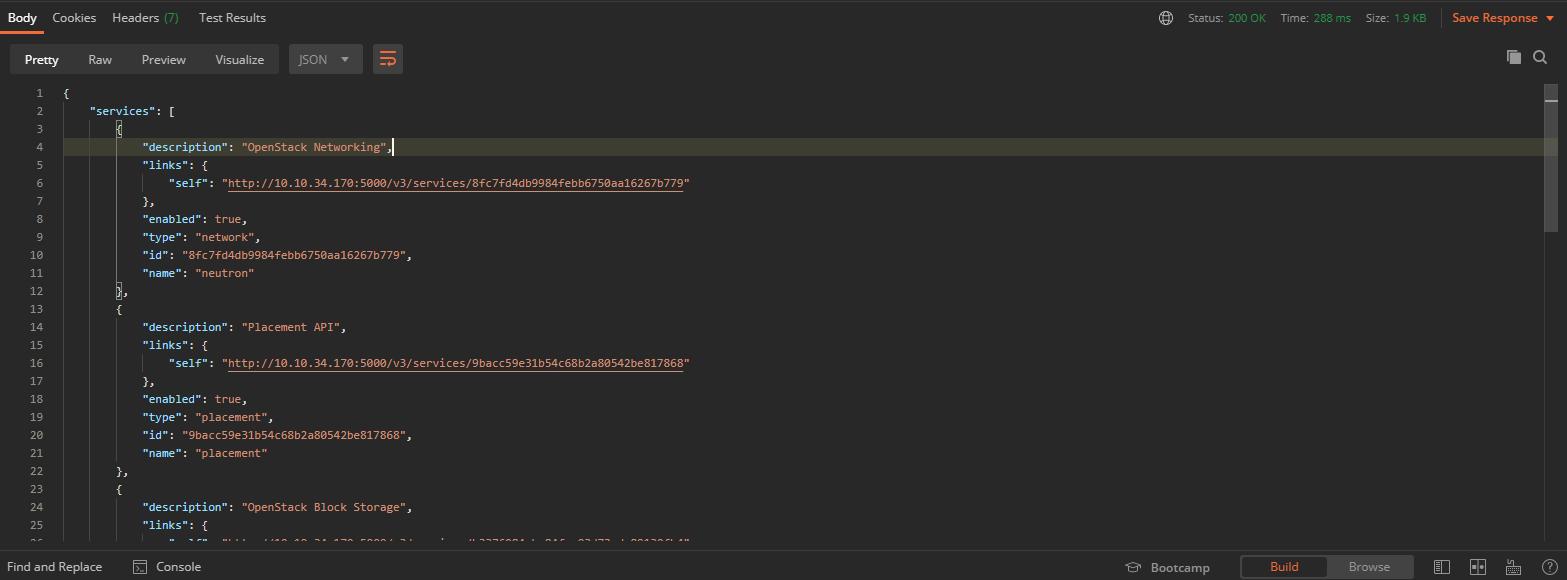 Body Cookies Headers (7) Test Results Status: 200 OK Time: 288 ms Size: 1.9 KB Save Response
Pretty Raw Preview Visualize JSON
1 {
2 "services": [
3 {
4 "description": "OpenStack Networking",
5 "links": {
6 "self": "http://10.10.34.170:5000/v3/services/8fc7fd4db9984febb6750aa16267b779"
7 },
8 "enabled": true,
9 "type": "network",
10 "id": "8fc7fd4db9984febb6750aa16267b779",
11 "name": "neutron"
12 },
13 {
14 "description": "Placement API",
15 "links": {
16 "self": "http://10.10.34.170:5000/v3/services/9bacc59e31b54c68b2a80542be817868"
17 },
18 "enabled": true,
19 "type": "placement",
20 "id": "9bacc59e31b54c68b2a80542be817868",
21 "name": "placement"
22 },
23 {
24 "description": "OpenStack Block Storage",
25 "links": {
Find and Replace Console Bootcamp Build Browse